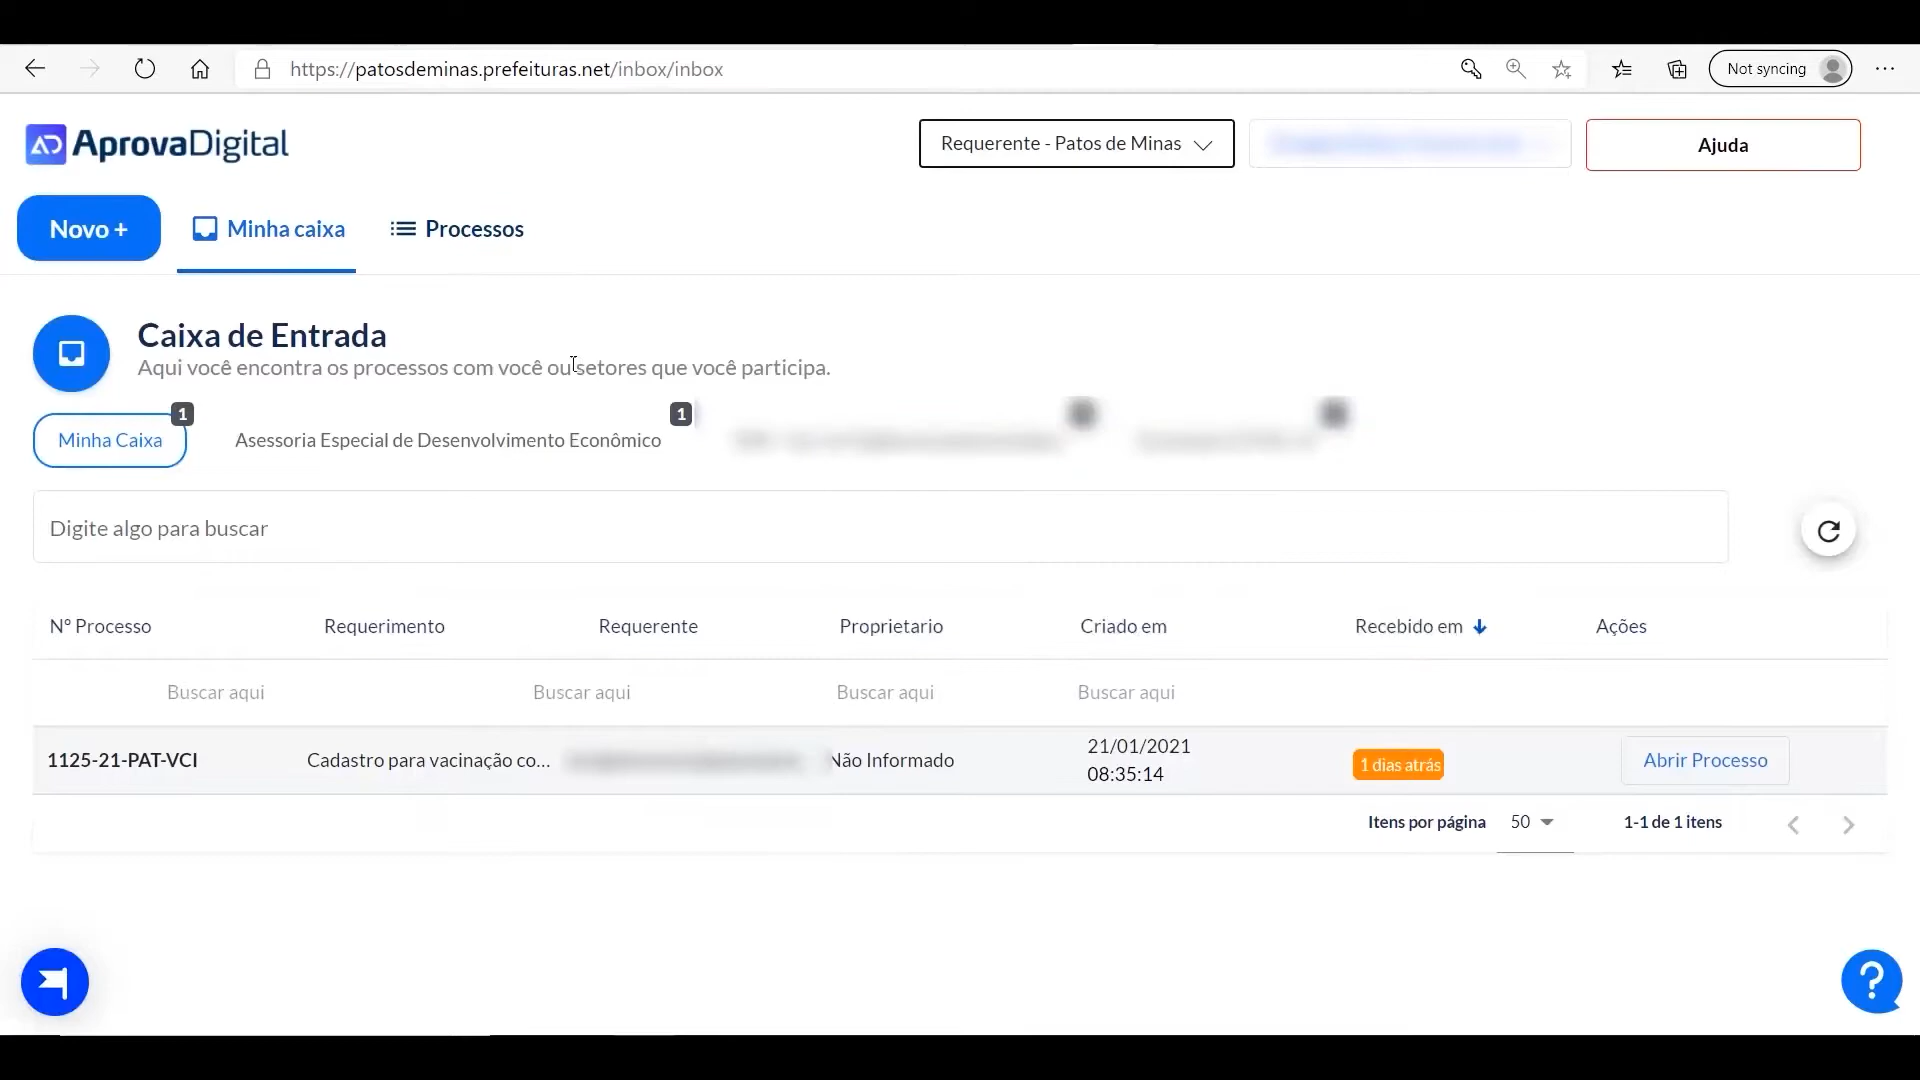 https://patosdeminas.prefeituras.net/inbox/inbox
Not syncing
AprovaDigital
Requerente - Patos de Minas
Ajuda
Novo +
Minha caixa
Processos
Caixa de Entrada
Aqui você encontra os processos com você ou setores que você participa.
Minha Caixa
1
Asessoria Especial de Desenvolvimento Econômico
1
Digite algo para buscar
Nº Processo Requerimento Requerente Proprietario Criado em Recebido em Ações
Buscar aqui Buscar aqui Buscar aqui Buscar aqui
1125-21-PAT-VCI Cadastro para vacinação co... Não Informado 21/01/2021
08:35:14
1 dias atrás
Abrir Processo
Itens por página 50 1-1 de 1 itens